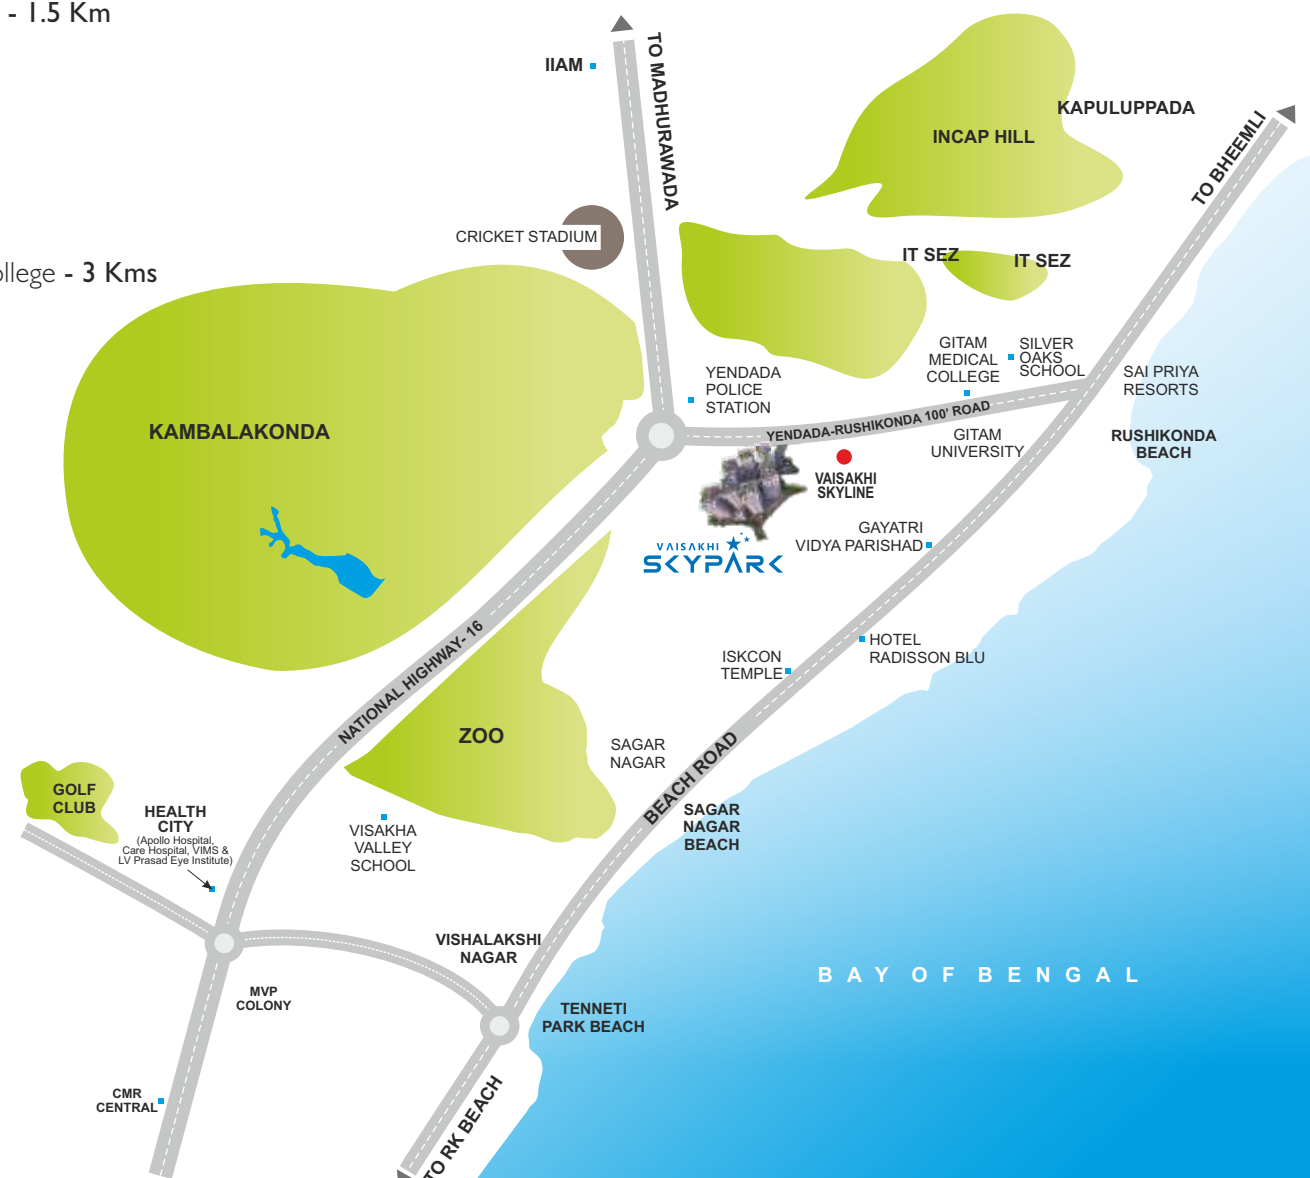 - 1.5 Km
IIAM
TO MADHURAWADA
KAPULUPPADA
INCAP HILL
TO BHEEMLI
CRICKET STADIUM
IT SEZ
IT SEZ
ollege - 3 Kms
GITAM
MEDICAL
COLLEGE
SILVER
OAKS
SCHOOL
YENDADA
POLICE
STATION
SAI PRIYA
RESORTS
YENDADA-RUSHIKONDA 100' ROAD
KAMBALAKONDA
GITAM
UNIVERSITY
RUSHIKONDA
BEACH
VAISAKHI
SKYLINE
GAYATRI
VIDYA PARISHAD
VAISAKHI
SKYPARK
NATIONAL HIGHWAY- 16
HOTEL
RADISSON BLU
ISKCON
TEMPLE
ZOO
SAGAR
NAGAR
BEACH ROAD
GOLF
CLUB
HEALTH
CITY
(Apollo Hospital,
Care Hospital, VIMS &
LV Prasad Eye Institute)
VISAKHA
VALLEY
SCHOOL
SAGAR
NAGAR
BEACH
VISHALAKSHI
NAGAR
BAY OF BENGAL
MVP
COLONY
TENNETI
PARK BEACH
CMR
CENTRAL
TO RK BEACH